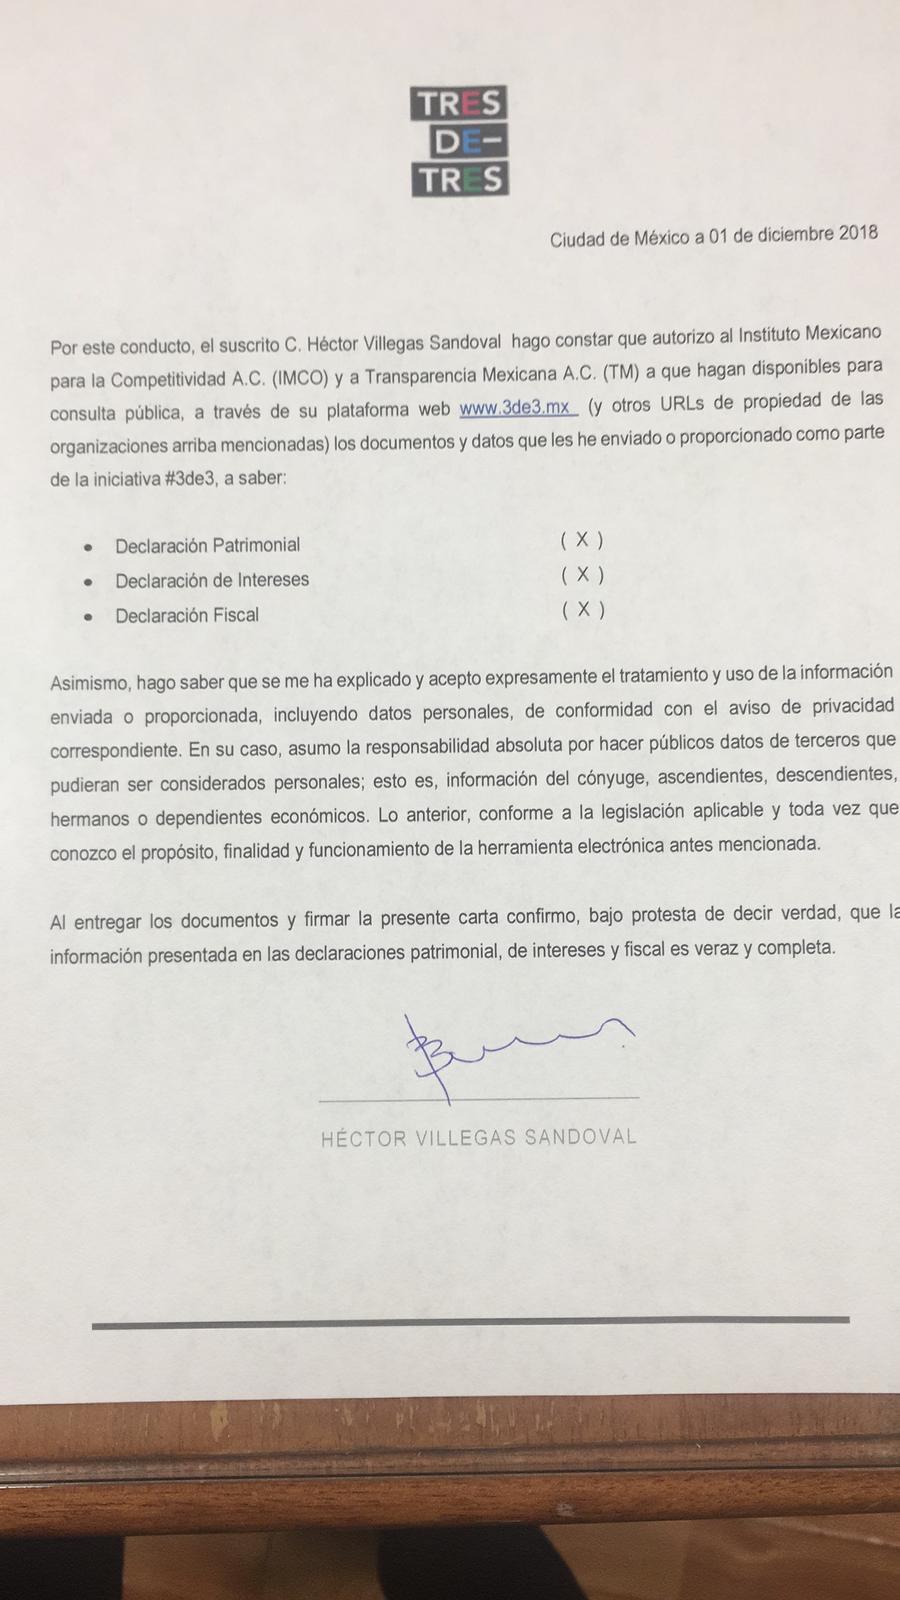 TRES
DE-
TRES
Ciudad de México a 01 de diciembre 2018
Por este conducto, el suscrito C. Héctor Villegas Sandoval hago constar que autorizo al Instituto Mexicano
para la Competitividad A.C. (IMCO) y a Transparencia Mexicana A.C. (TM) a que hagan disponibles para
consulta pública, a través de su plataforma web www.3de3.mx (y otros URLs de propiedad de las
organizaciones arriba mencionadas) los documentos y datos que les he enviado o proporcionado como parte
de la iniciativa #3de3, a saber:
• Declaración Patrimonial ( X )
• Declaración de Intereses ( X )
• Declaración Fiscal ( X )
Asimismo, hago saber que se me ha explicado y acepto expresamente el tratamiento y uso de la información
enviada o proporcionada, incluyendo datos personales, de conformidad con el aviso de privacidad
correspondiente. En su caso, asumo la responsabilidad absoluta por hacer públicos datos de terceros que
pudieran ser considerados personales; esto es, información del cónyuge, ascendientes, descendientes,
hermanos o dependientes económicos. Lo anterior, conforme a la legislación aplicable y toda vez que
conozco el propósito, finalidad y funcionamiento de la herramienta electrónica antes mencionada.
Al entregar los documentos y firmar la presente carta confirmo, bajo protesta de decir verdad, que la
información presentada en las declaraciones patrimonial, de intereses y fiscal es veraz y completa.
HÉCTOR VILLEGAS SANDOVAL